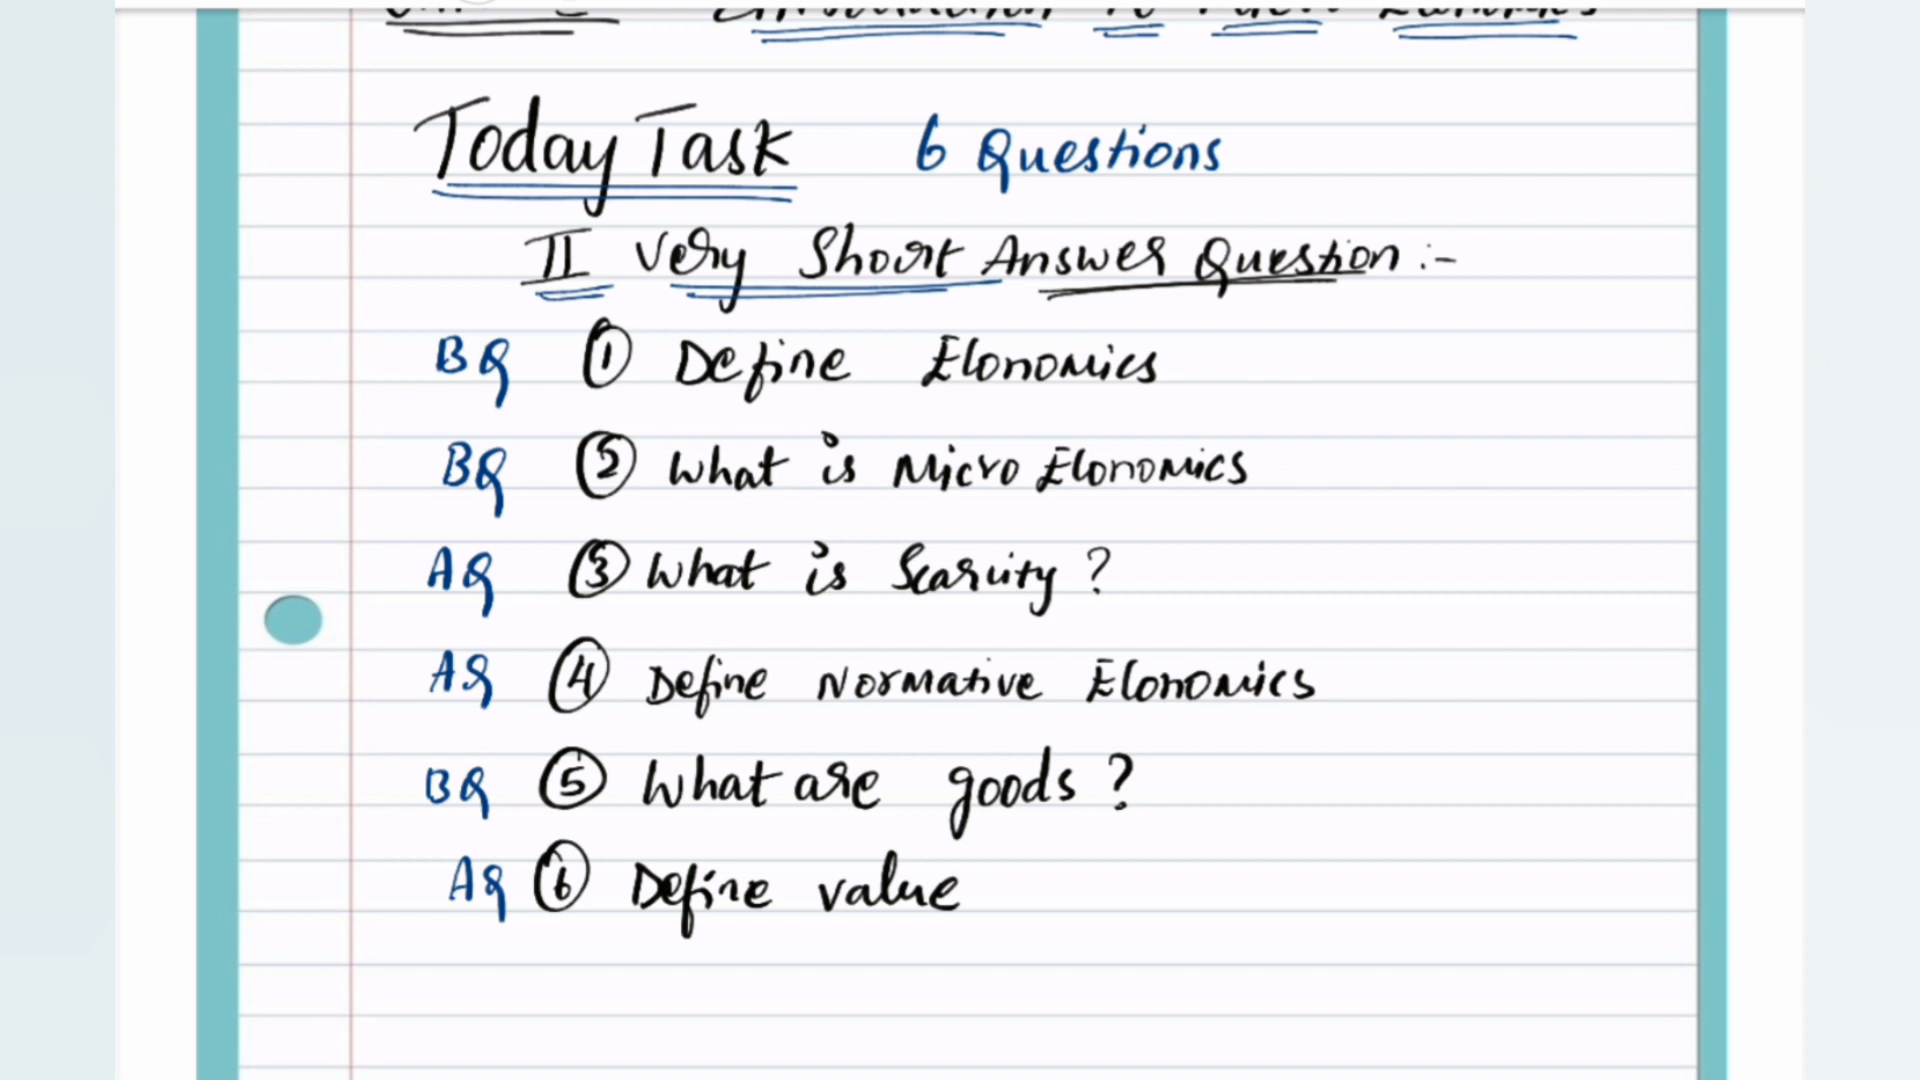 Today Task 6 Questions
II Very Short Answer Question :-
BQ 1 Define Economics
BQ 2 What is Micro Economics
AQ 3 What is Scarcity ?
AQ 4 Define Normative Economics
BQ 5 What are goods ?
AQ 6 Define value